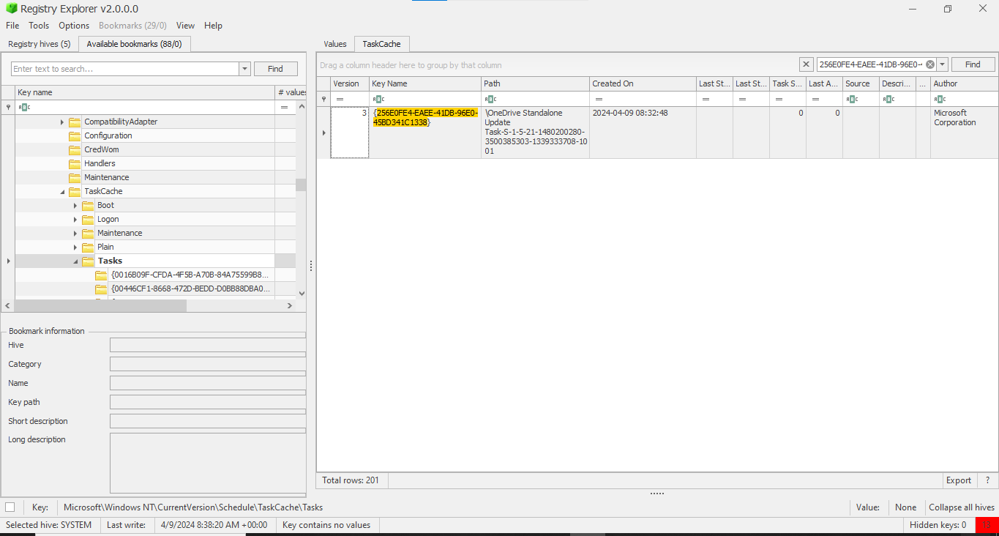 Registry Explorer v2.0.0.0
File Tools Options Bookmarks (29/0) View Help
Registry hives (5) Available bookmarks (88/0)
Enter text to search... Find
Key name # values
CompatibilityAdapter
Configuration
CredWom
Handlers
Maintenance
TaskCache
Boot
Logon
Maintenance
Plain
Tasks
{0016B09F-CFDA-4F5B-A70B-84A75599B8...
{00446CF1-8668-472D-BEDD-D0BB88DBA0...
Bookmark information
Hive
Category
Name
Key path
Short description
Long description
Values TaskCache
Drag a column header here to group by that column
256E0FE4-EAEE-41DB-96E0-4 Find
Version Key Name Path Created On Last St... Last St... Task S... Last A... Source Descri... ... Author
3
{256E0FE4-EAEE-41DB-96E0-
45BD341C1338}
\OneDrive Standalone
Update
Task-S-1-5-21-1480200280-
3500385303-1339333708-10
01
2024-04-09 08:32:48
0
0
Microsoft
Corporation
Total rows: 201 Export ?
Key: Microsoft\Windows NT\CurrentVersion\Schedule\TaskCache\Tasks Value: None Collapse all hives
Selected hive: SYSTEM Last write: 4/9/2024 8:38:20 AM +00:00 Key contains no values Hidden keys: 0 13